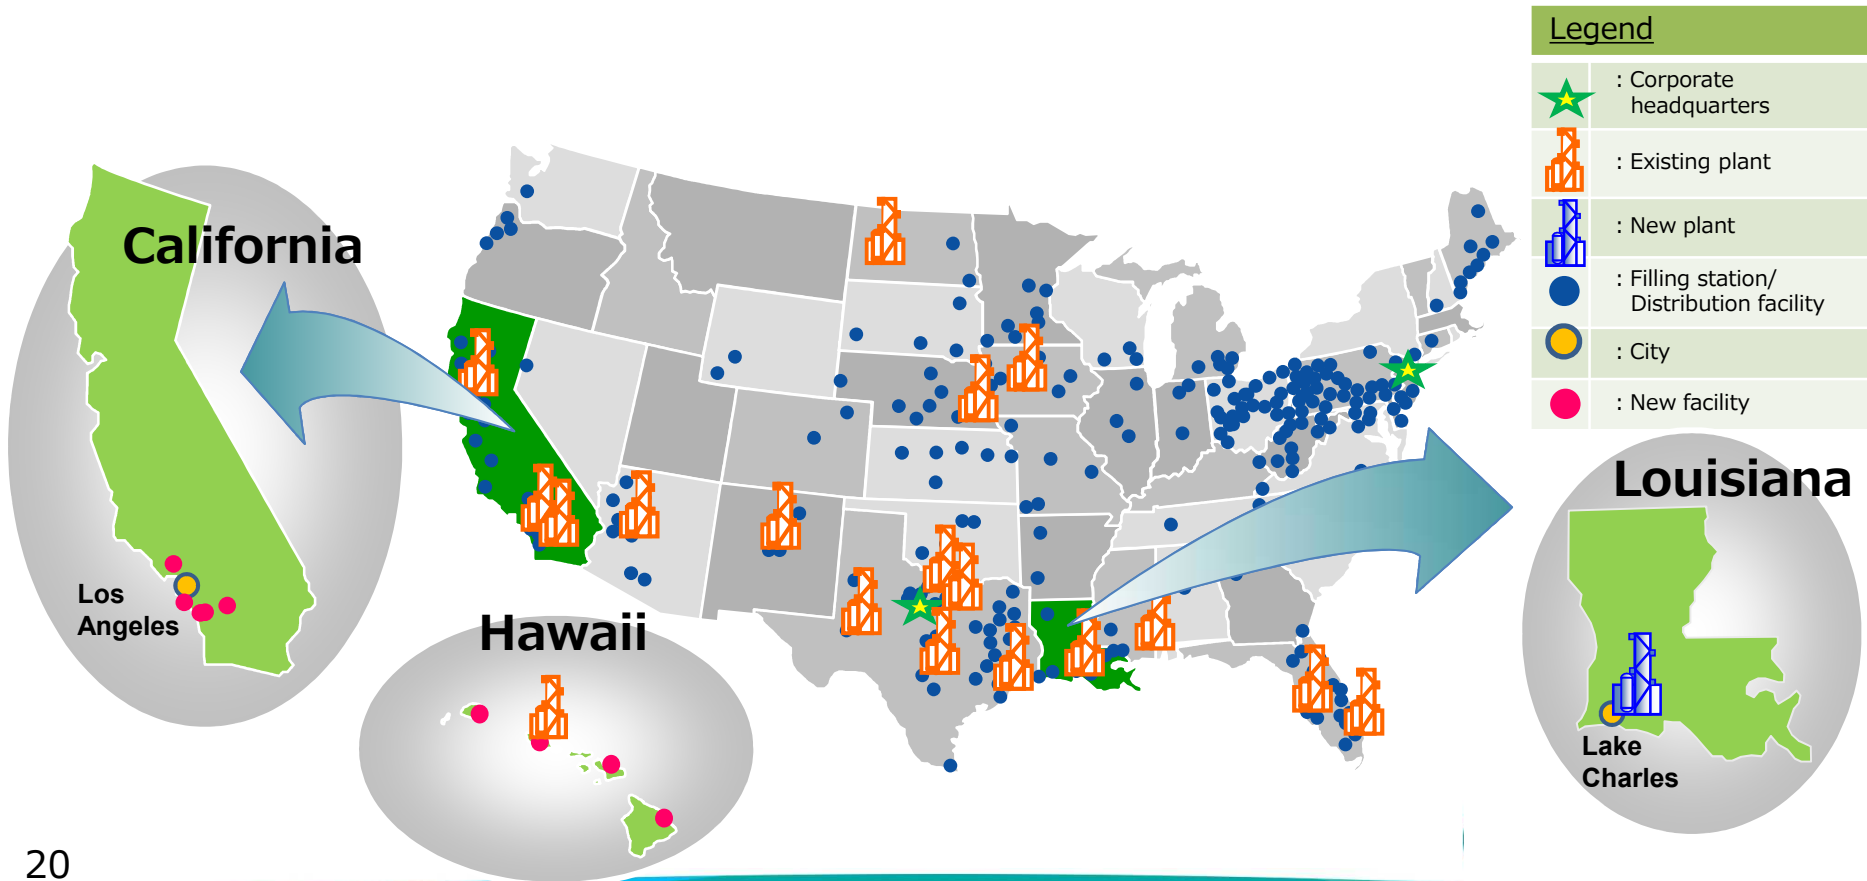 Legend
: Corporate
headquarters
: Existing plant
: New plant
: Filling station/
Distribution facility
: City
: New facility
California
Los
Angeles
Hawaii
Louisiana
Lake
Charles
20